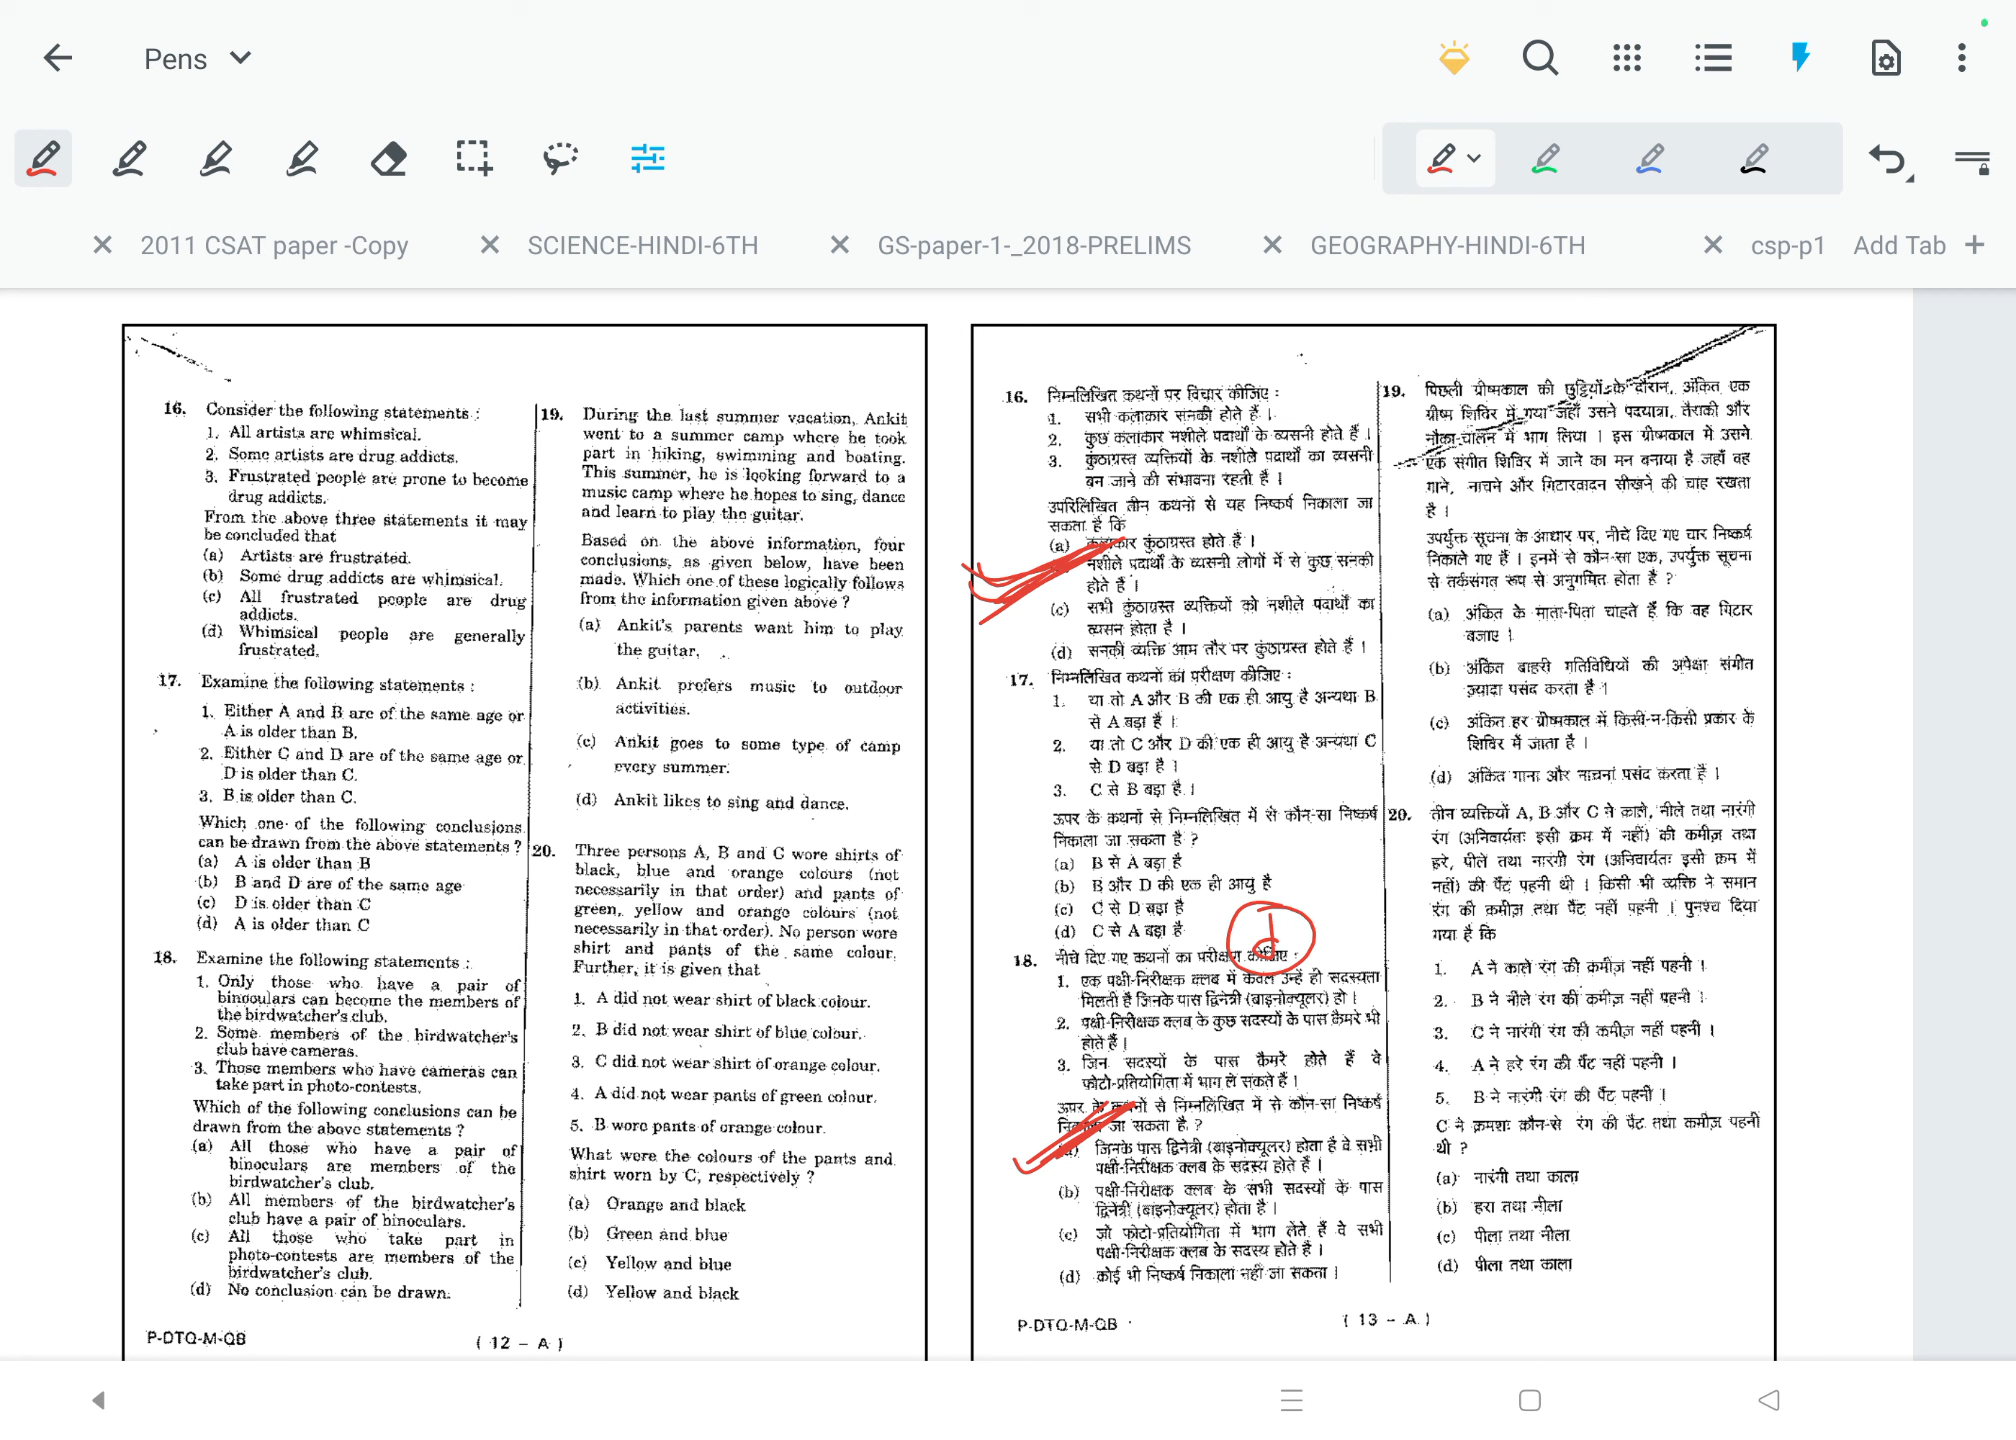 Pens
2011 CSAT paper -Copy
SCIENCE-HINDI-6TH
GS-paper-1-_2018-PRELIMS
GEOGRAPHY-HINDI-6TH
csp-p1
Add Tab +
16. Consider the following statements :
1. All artists are whimsical.
2. Some artists are drug addicts.
3. Frustrated people are prone to become
drug addicts.
From the above three statements it may
be concluded that
(a) Artists are frustrated.
(b) Some drug addicts are whimsical.
(c) All frustrated people are drug
addicts.
(d) Whimsical people are generally
frustrated.
17. Examine the following statements :
1. Either A and B are of the same age or
A is older than B.
2. Either C and D are of the same age or
D is older than C.
3. B is older than C.
Which one of the following conclusions
can be drawn from the above statements ?
(a) A is older than B
(b) B and D are of the same age
(c) D is older than C
(d) A is older than C
18. Examine the following statements :
1. Only those who have a pair of
binoculars can become the members of
the birdwatcher's club.
2. Some members of the birdwatcher's
club have cameras.
3. Those members who have cameras can
take part in photo-contests.
Which of the following conclusions can be
drawn from the above statements ?
(a) All those who have a pair of
binoculars are members of the
birdwatcher's club.
(b) All members of the birdwatcher's
club have a pair of binoculars.
(c) All those who take part in
photo-contests are members of the
birdwatcher's club.
(d) No conclusion can be drawn.
19. During the last summer vacation, Ankit
went to a summer camp where he took
part in hiking, swimming and boating.
This summer, he is looking forward to a
music camp where he hopes to sing, dance
and learn to play the guitar.
Based on the above information, four
conclusions, as given below, have been
made. Which one of these logically follows
from the information given above ?
(a) Ankit's parents want him to play
the guitar.
(b) Ankit prefers music to outdoor
activities.
(c) Ankit goes to some type of camp
every summer.
(d) Ankit likes to sing and dance.
20. Three persons A, B and C wore shirts of
black, blue and orange colours (not
necessarily in that order) and pants of
green, yellow and orange colours (not
necessarily in that order). No person wore
shirt and pants of the same colour.
Further, it is given that
1. A did not wear shirt of black colour.
2. B did not wear shirt of blue colour.
3. C did not wear shirt of orange colour.
4. A did not wear pants of green colour.
5. B wore pants of orange colour.
What were the colours of the pants and
shirt worn by C, respectively ?
(a) Orange and black
(b) Green and blue
(c) Yellow and blue
(d) Yellow and black
P-DTQ-M-QB
( 12 – A )
16. निम्नलिखित कथनों पर विचार कीजिए :
1. सभी कलाकार सनकी होते हैं ।
2. कुछ कलाकार नशीले पदार्थों के व्यसनी होते हैं ।
3. कुंठाग्रस्त व्यक्तियों के नशीले पदार्थों का व्यसनी
बन जाने की संभावना रहती है ।
उपरिलिखित तीन कथनों से यह निष्कर्ष निकाला जा
सकता है कि
(a) कलाकार कुंठाग्रस्त होते हैं ।
नशीले पदार्थों के व्यसनी लोगों में से कुछ सनकी
होते हैं ।
(c) सभी कुंठाग्रस्त व्यक्तियों को नशीले पदार्थों का
व्यसन होता है ।
(d) सनकी व्यक्ति आम तौर पर कुंठाग्रस्त होते हैं ।
17. निम्नलिखित कथनों का परीक्षण कीजिए :
1. या तो A और B की एक ही आयु है अन्यथा B
से A बड़ा है ।
2. या तो C और D की एक ही आयु है अन्यथा C
से D बड़ा है ।
3. C से B बड़ा है ।
ऊपर के कथनों से निम्नलिखित में से कौन-सा निष्कर्ष
निकाला जा सकता है ?
(a) B से A बड़ा है
(b) B और D की एक ही आयु है
(c) C से D बड़ा है
(d) C से A बड़ा है
d
18. नीचे दिए गए कथनों का परीक्षण कीजिए :
1. एक पक्षी-निरीक्षक क्लब में केवल उन्हें ही सदस्यता
मिलती है जिनके पास द्विनेत्री (बाइनोक्यूलर) हो ।
2. पक्षी-निरीक्षक क्लब के कुछ सदस्यों के पास कैमरे भी
होते हैं ।
3. जिन सदस्यों के पास कैमरे होते हैं वे
फोटो-प्रतियोगिता में भाग ले सकते हैं ।
ऊपर के कथनों से निम्नलिखित में से कौन-सा निष्कर्ष
निकाला जा सकता है ?
(a) जिनके पास द्विनेत्री (बाइनोक्यूलर) होता है वे सभी
पक्षी-निरीक्षक क्लब के सदस्य होते हैं ।
(b) पक्षी-निरीक्षक क्लब के सभी सदस्यों के पास
द्विनेत्री (बाइनोक्यूलर) होता है ।
(c) जो फोटो-प्रतियोगिता में भाग लेते हैं वे सभी
पक्षी-निरीक्षक क्लब के सदस्य होते हैं ।
(d) कोई भी निष्कर्ष निकाला नहीं जा सकता ।
19. पिछली ग्रीष्मकाल की छुट्टियों के दौरान, अंकित एक
ग्रीष्म शिविर में गया जहाँ उसने पदयात्रा, तैराकी और
नौका-चालन में भाग लिया । इस ग्रीष्मकाल में उसने
एक संगीत शिविर में जाने का मन बनाया है जहाँ वह
गाने, नाचने और गिटारवादन सीखने की चाह रखता
है ।
उपर्युक्त सूचना के आधार पर, नीचे दिए गए चार निष्कर्ष
निकाले गए हैं । इनमें से कौन-सा एक, उपर्युक्त सूचना
से तर्कसंगत रूप से अनुगमित होता है ?
(a) अंकित के माता-पिता चाहते हैं कि वह गिटार
बजाए ।
(b) अंकित बाहरी गतिविधियों की अपेक्षा संगीत
ज़्यादा पसंद करता है ।
(c) अंकित हर ग्रीष्मकाल में किसी-न-किसी प्रकार के
शिविर में जाता है ।
(d) अंकित गाना और नाचना पसंद करता है ।
20. तीन व्यक्तियों A, B और C ने काले, नीले तथा नारंगी
रंग (अनिवार्यतः इसी क्रम में नहीं) की कमीज़ तथा
हरे, पीले तथा नारंगी रंग (अनिवार्यतः इसी क्रम में
नहीं) की पैंट पहनी थी । किसी भी व्यक्ति ने समान
रंग की क़मीज़ तथा पैंट नहीं पहनी । पुनश्च दिया
गया है कि
1. A ने काले रंग की कमीज़ नहीं पहनी ।
2. B ने नीले रंग की कमीज़ नहीं पहनी ।
3. C ने नारंगी रंग की कमीज़ नहीं पहनी ।
4. A ने हरे रंग की पैंट नहीं पहनी ।
5. B ने नारंगी रंग की पैंट पहनी ।
C ने क्रमशः कौन-से रंग की पैंट तथा कमीज़ पहनी
थी ?
(a) नारंगी तथा काला
(b) हरा तथा नीला
(c) पीला तथा नीला
(d) पीला तथा काला
P-DTQ-M-QB
( 13 – A )